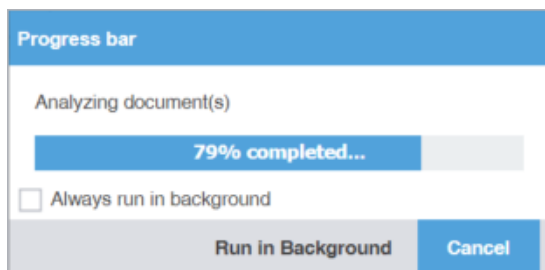 Progress bar
Analyzing document(s)
79% completed...
Always run in background
Run in Background Cancel